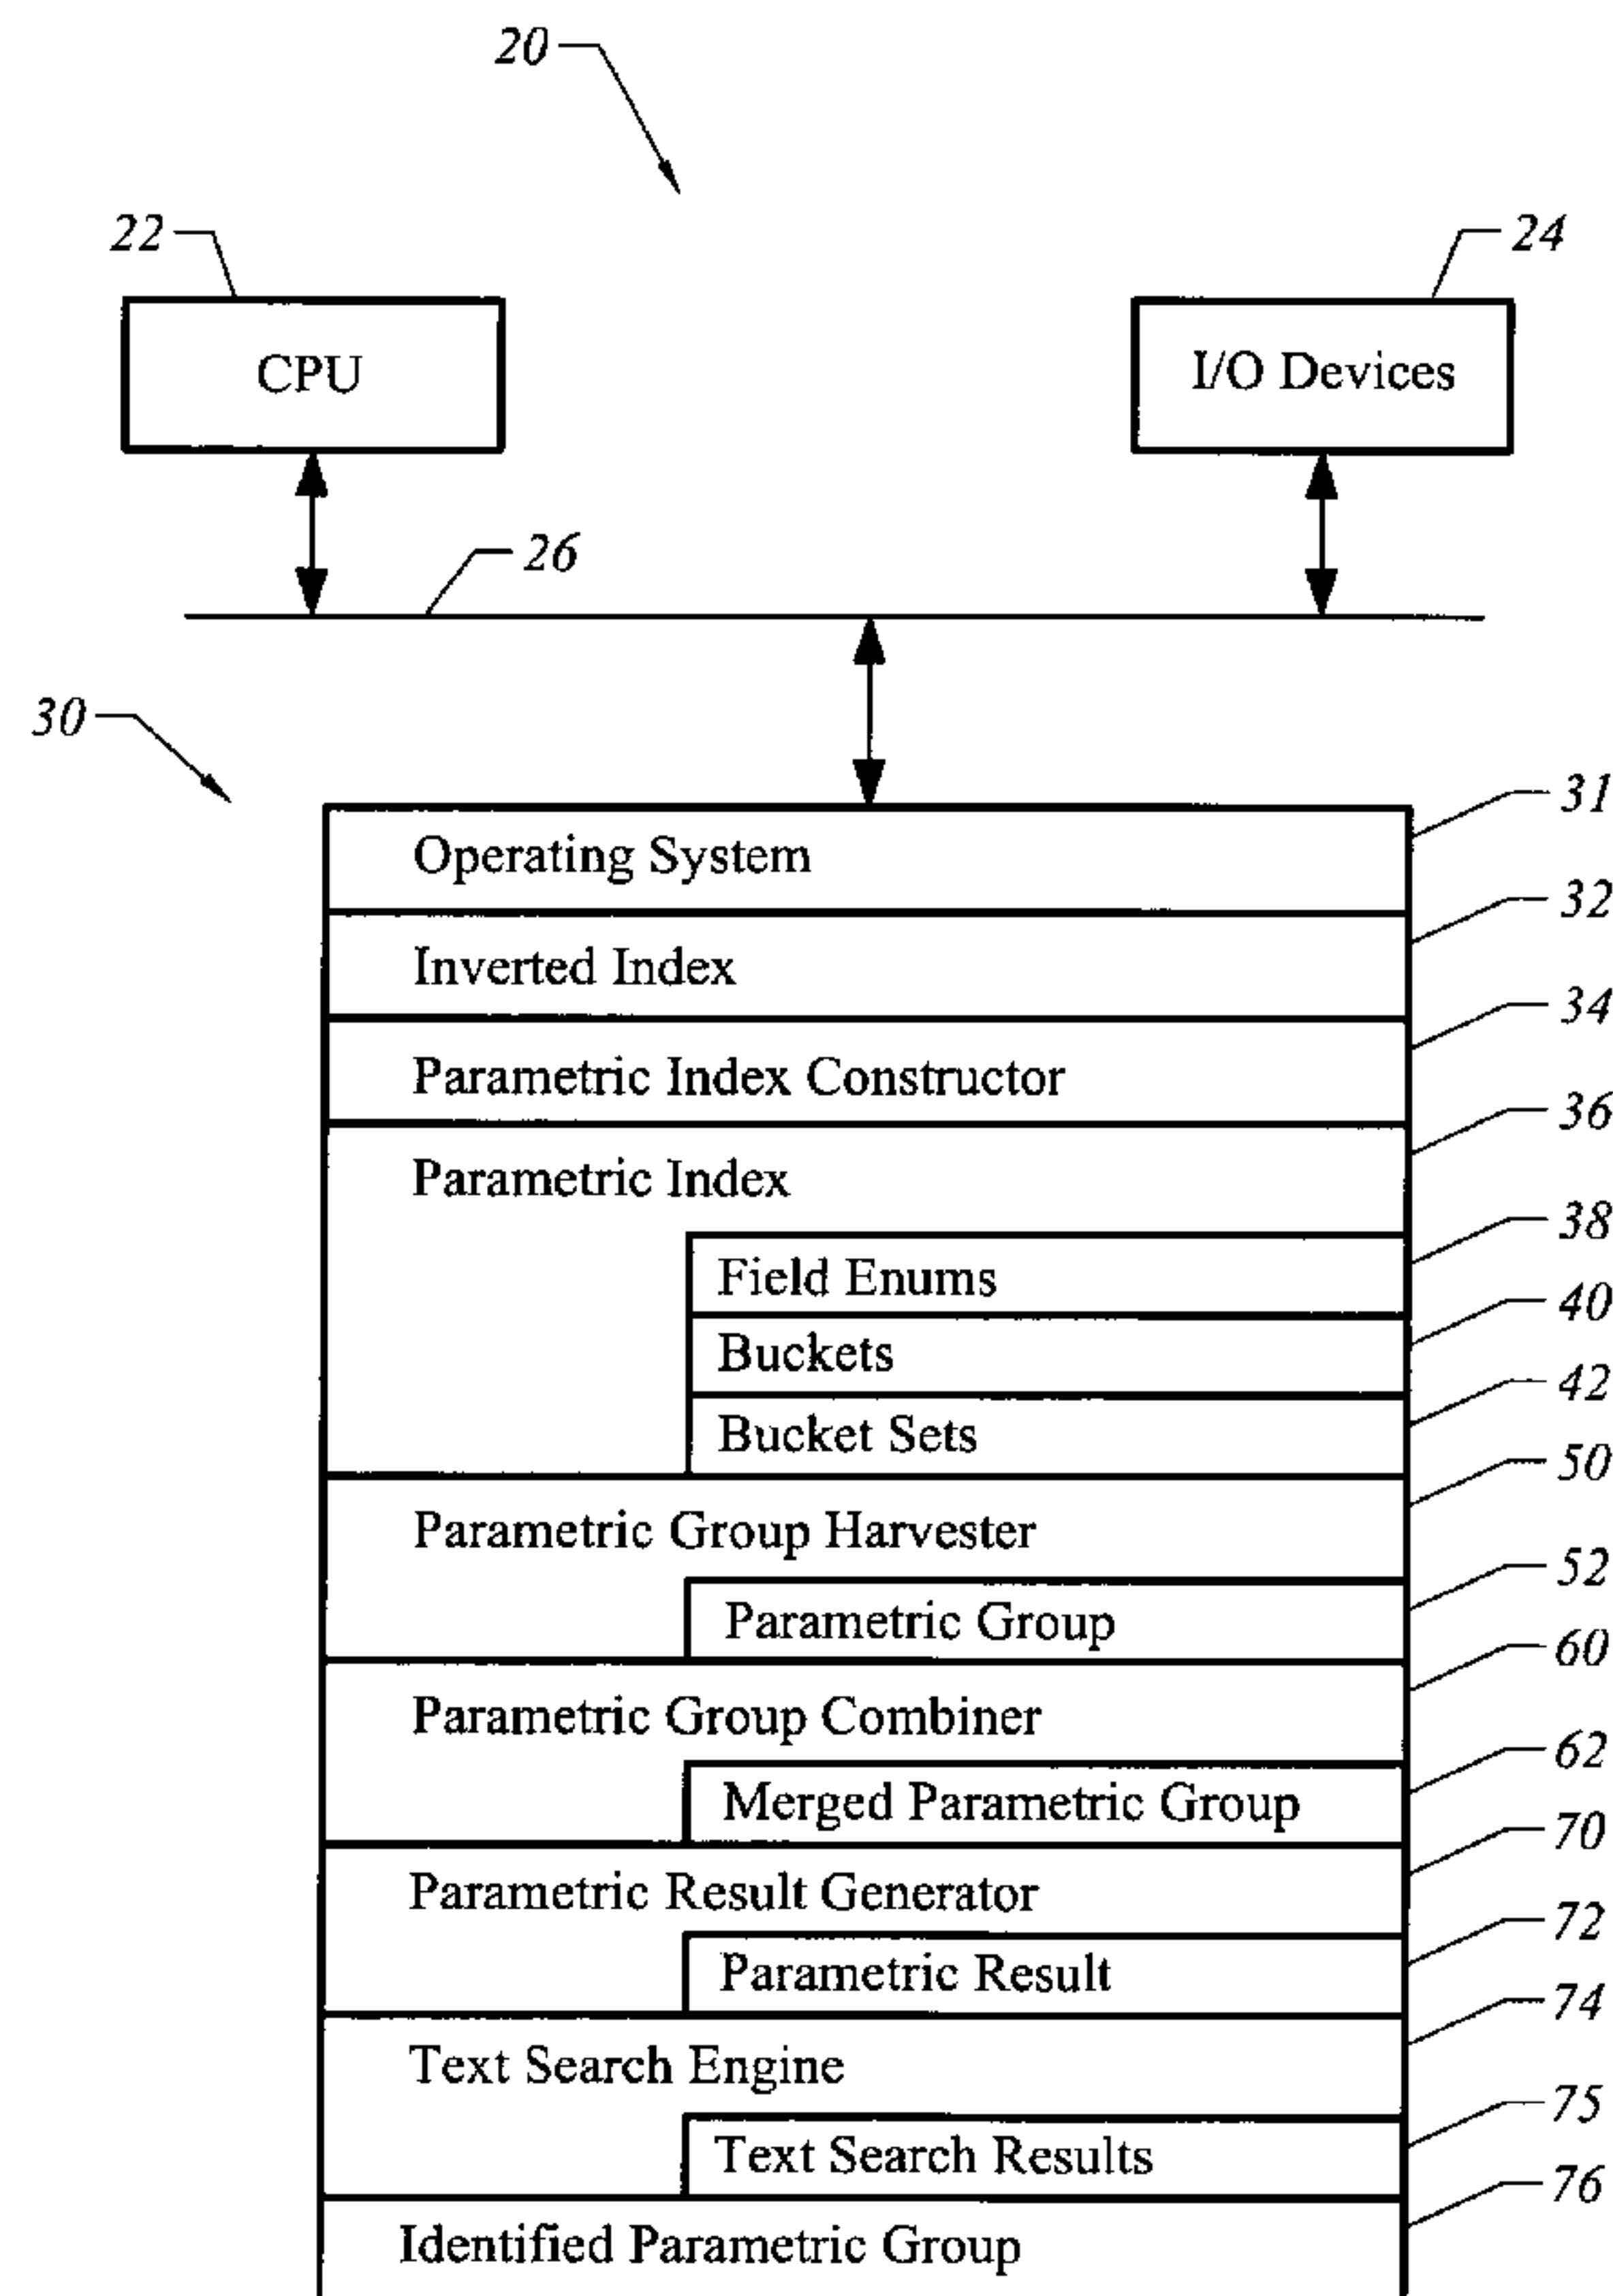 20
22
24
CPU
I/O Devices
26
30
31
Operating System
32
Inverted Index
34
Parametric Index Constructor
36
Parametric Index
38
Field Enums
40
Buckets
42
Bucket Sets
50
Parametric Group Harvester
52
Parametric Group
60
Parametric Group Combiner
62
Merged Parametric Group
70
Parametric Result Generator
72
Parametric Result
74
Text Search Engine
75
Text Search Results
76
Identified Parametric Group